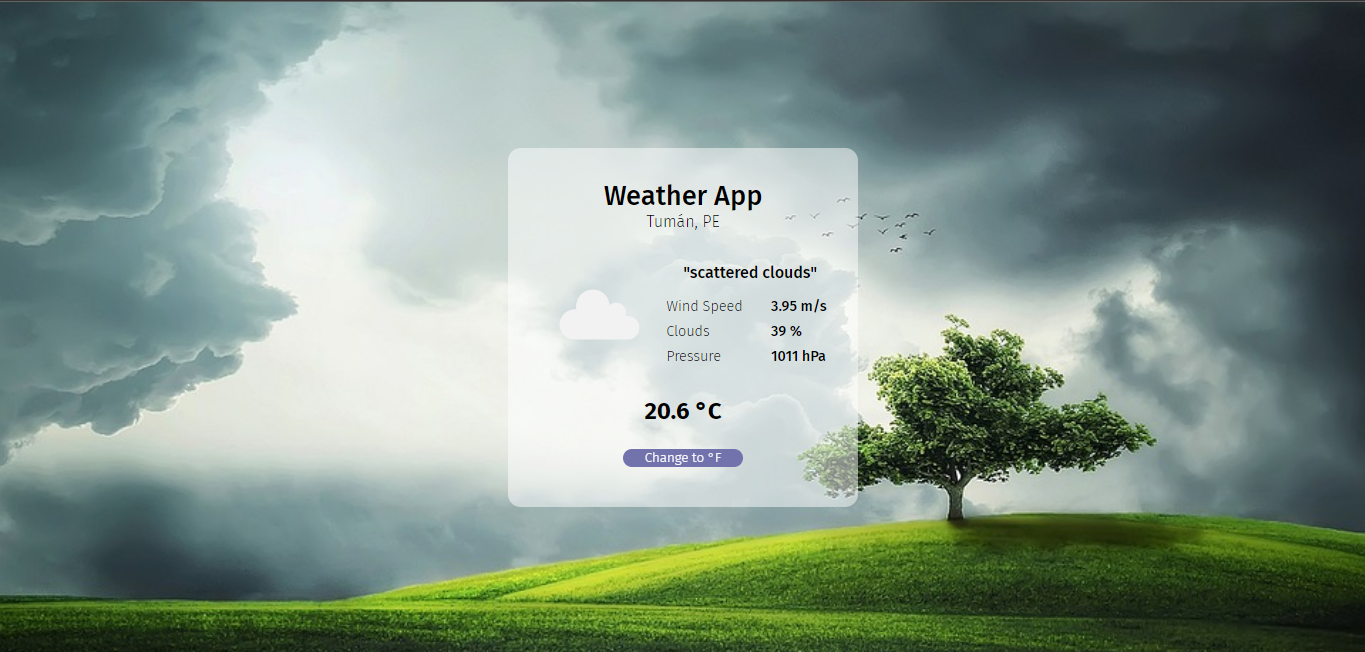 Weather App
Tumán, PE
"scattered clouds"
Wind Speed 3.95 m/s
Clouds 39 %
Pressure 1011 hPa
20.6 °C
Change to °F